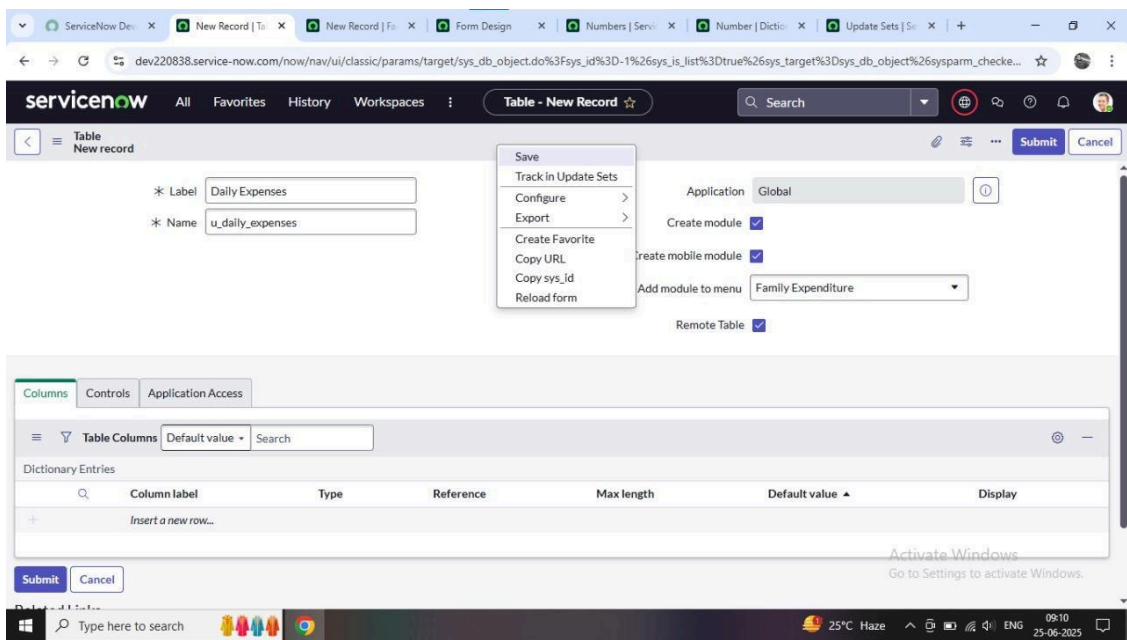 ServiceNow Dev
New Record | Ta
New Record | Fa
Form Design
Numbers | Servi
Number | Dictio
Update Sets | Se
dev220838.service-now.com/now/nav/ui/classic/params/target/sys_db_object.do%3Fsys_id%3D-1%26sys_is_list%3Dtrue%26sys_target%3Dsys_db_object%26sysparm_checke...
servicenow All Favorites History Workspaces Table - New Record Search
Table
New record
Submit Cancel
Save
Track in Update Sets
Configure
Export
Create Favorite
Copy URL
Copy sys_id
Reload form
* Label Daily Expenses
* Name u_daily_expenses
Application Global
Create module
Create mobile module
Add module to menu Family Expenditure
Remote Table
Columns Controls Application Access
Table Columns Default value Search
Dictionary Entries
Column label Type Reference Max length Default value Display
Insert a new row...
Activate Windows
Go to Settings to activate Windows.
Submit Cancel
Related Links
Type here to search 25°C Haze ENG 09:10
25-06-2025